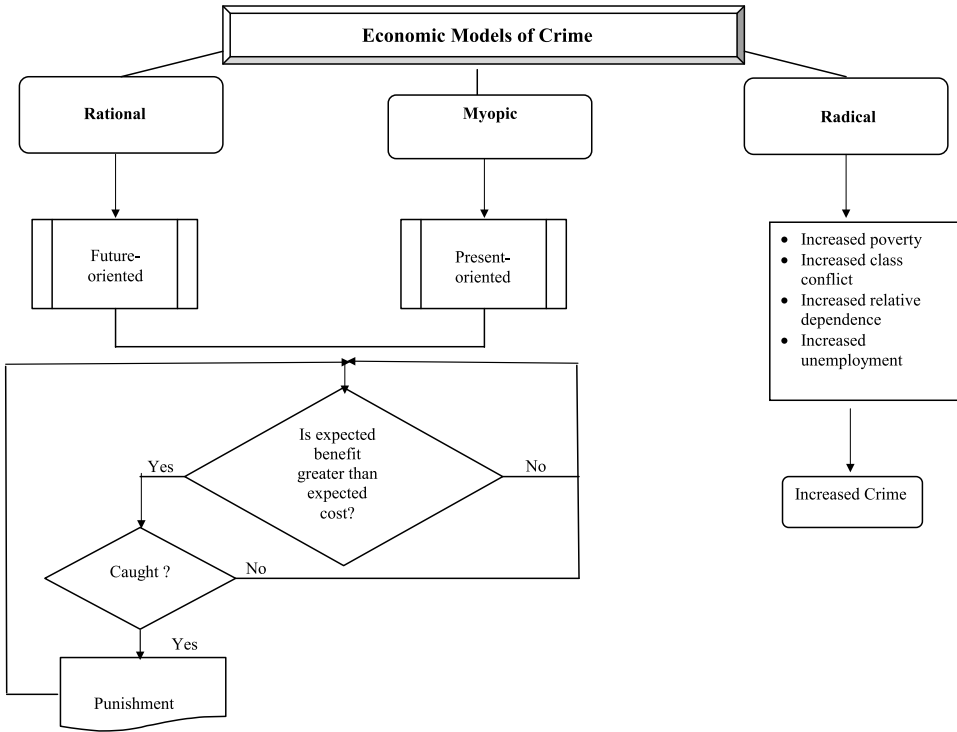 Economic Models of Crime
Rational
Myopic
Radical
Future-
oriented
Present-
oriented
• Increased poverty
• Increased class
conflict
• Increased relative
dependence
• Increased
unemployment
Is expected
benefit
greater than
expected
cost?
Yes
No
Increased Crime
Caught ?
No
Yes
Punishment